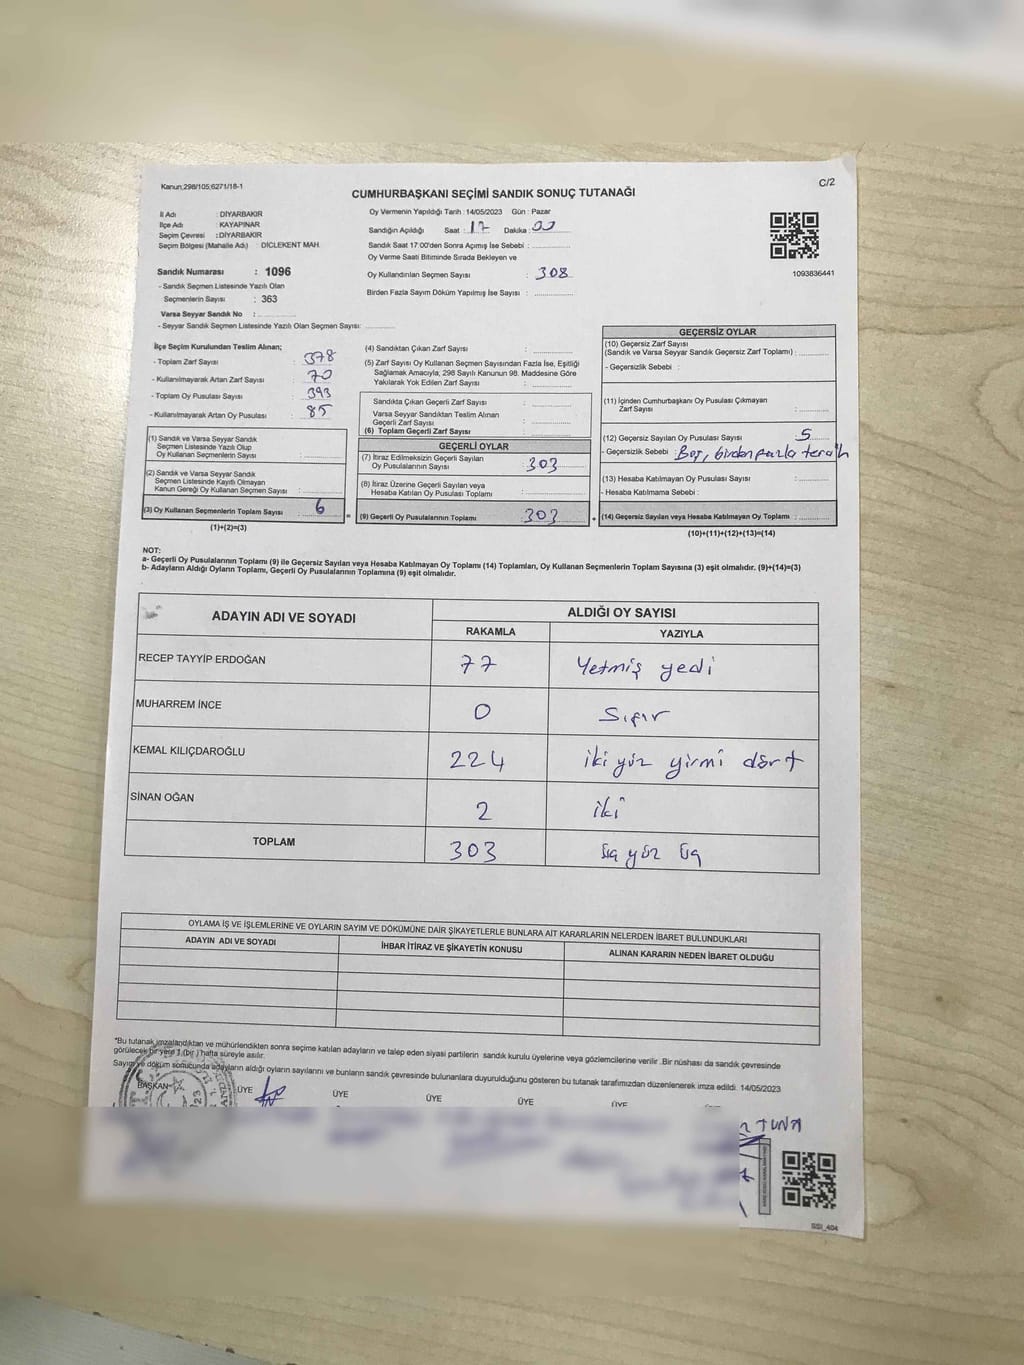 Kanun;298/105;6271/18-1
C/2
CUMHURBAŞKANI SEÇİMİ SANDIK SONUÇ TUTANAĞI
İl Adı : DİYARBAKIR
İlçe Adı : KAYAPINAR
Seçim Çevresi : DİYARBAKIR
Seçim Bölgesi (Mahalle Adı) : DİCLEKENT MAH.
Sandık Numarası : 1096
- Sandık Seçmen Listesinde Yazılı Olan
Seçmenlerin Sayısı : 363
Varsa Seyyar Sandık No : ............
- Seyyar Sandık Seçmen Listesinde Yazılı Olan Seçmen Sayısı: ..........
Oy Vermenin Yapıldığı Tarih : 14/05/2023 Gün : Pazar
Sandığın Açıldığı Saat : 17 Dakika : 00
Sandık Saat 17:00'den Sonra Açımış İse Sebebi : ............
Oy Verme Saati Bitiminde Sırada Bekleyen ve
Oy Kullandırılan Seçmen Sayısı : 308
Birden Fazla Sayım Döküm Yapılmış İse Sayısı : ............
1093836441
İlçe Seçim Kurulundan Teslim Alınan;
- Toplam Zarf Sayısı : 378
- Kullanılmayarak Artan Zarf Sayısı : 70
- Toplam Oy Pusulası Sayısı : 393
- Kullanılmayarak Artan Oy Pusulası : 85
(1) Sandık ve Varsa Seyyar Sandık
Seçmen Listesinde Yazılı Olup
Oy Kullanan Seçmenlerin Sayısı : ............
(2) Sandık ve Varsa Seyyar Sandık
Seçmen Listesinde Kayıtlı Olmayan
Kanun Gereği Oy Kullanan Seçmen Sayısı : ............
(3) Oy Kullanan Seçmenlerin Toplam Sayısı : 6
(1)+(2)=(3)
=
(4) Sandıktan Çıkan Zarf Sayısı : ............
(5) Zarf Sayısı Oy Kullanan Seçmen Sayısından Fazla İse, Eşitliği
Sağlamak Amacıyla, 298 Sayılı Kanunun 98. Maddesine Göre
Yakılarak Yok Edilen Zarf Sayısı : ............
Sandıkta Çıkan Geçerli Zarf Sayısı : ............
Varsa Seyyar Sandıktan Teslim Alınan
Geçerli Zarf Sayısı : ............
(6) Toplam Geçerli Zarf Sayısı : ............
GEÇERLİ OYLAR
(7) İtiraz Edilmeksizin Geçerli Sayılan
Oy Pusulalarının Sayısı : 303
(8) İtiraz Üzerine Geçerli Sayılan veya
Hesaba Katılan Oy Pusulası Toplamı : ............
(9) Geçerli Oy Pusulalarının Toplamı : 303
+
GEÇERSİZ OYLAR
(10) Geçersiz Zarf Sayısı
(Sandık ve Varsa Seyyar Sandık Geçersiz Zarf Toplamı) : ............
- Geçersizlik Sebebi :
(11) İçinden Cumhurbaşkanı Oy Pusulası Çıkmayan
Zarf Sayısı : ............
(12) Geçersiz Sayılan Oy Pusulası Sayısı : 5
- Geçersizlik Sebebi : Boş, birden fazla tercih
(13) Hesaba Katılmayan Oy Pusulası Sayısı : ............
- Hesaba Katılmama Sebebi :
(14) Geçersiz Sayılan veya Hesaba Katılmayan Oy Toplamı : ............
(10)+(11)+(12)+(13)=(14)
NOT:
a- Geçerli Oy Pusulalarının Toplamı (9) ile Geçersiz Sayılan veya Hesaba Katılmayan Oy Toplamı (14) Toplamları, Oy Kullanan Seçmenlerin Toplam Sayısına (3) eşit olmalıdır. (9)+(14)=(3)
b- Adayların Aldığı Oyların Toplamı, Geçerli Oy Pusulalarının Toplamına (9) eşit olmalıdır.
ADAYIN ADI VE SOYADI
ALDIĞI OY SAYISI
RAKAMLA YAZIYLA
RECEP TAYYİP ERDOĞAN 77 Yetmiş yedi
MUHARREM İNCE 0 Sıfır
KEMAL KILIÇDAROĞLU 224 iki yüz yirmi dört
SİNAN OĞAN 2 iki
TOPLAM 303 üç yüz üç
OYLAMA İŞ VE İŞLEMLERİNE VE OYLARIN SAYIM VE DÖKÜMÜNE DAİR ŞİKAYETLERLE BUNLARA AİT KARARLARIN NELERDEN İBARET BULUNDUKLARI
ADAYIN ADI VE SOYADI İHBAR İTİRAZ VE ŞİKAYETİN KONUSU ALINAN KARARIN NEDEN İBARET OLDUĞU
*Bu tutanak imzalandıktan ve mühürlendikten sonra seçime katılan adayların ve talep eden siyasi partilerin sandık kurulu üyelerine veya gözlemcilerine verilir .Bir nüshası da sandık çevresinde
görülecek bir yere 1 (bir ) hafta süreyle asılır.
Sayım ve döküm sonucunda adayların aldığı oyların sayılarını ve bunların sandık çevresinde bulunanlara duyurulduğunu gösteren bu tutanak tarafımızdan düzenlenerek imza edildi. 14/05/2023
BAŞKAN ÜYE ÜYE ÜYE ÜYE ÜYE
TUNA
SSİ_404